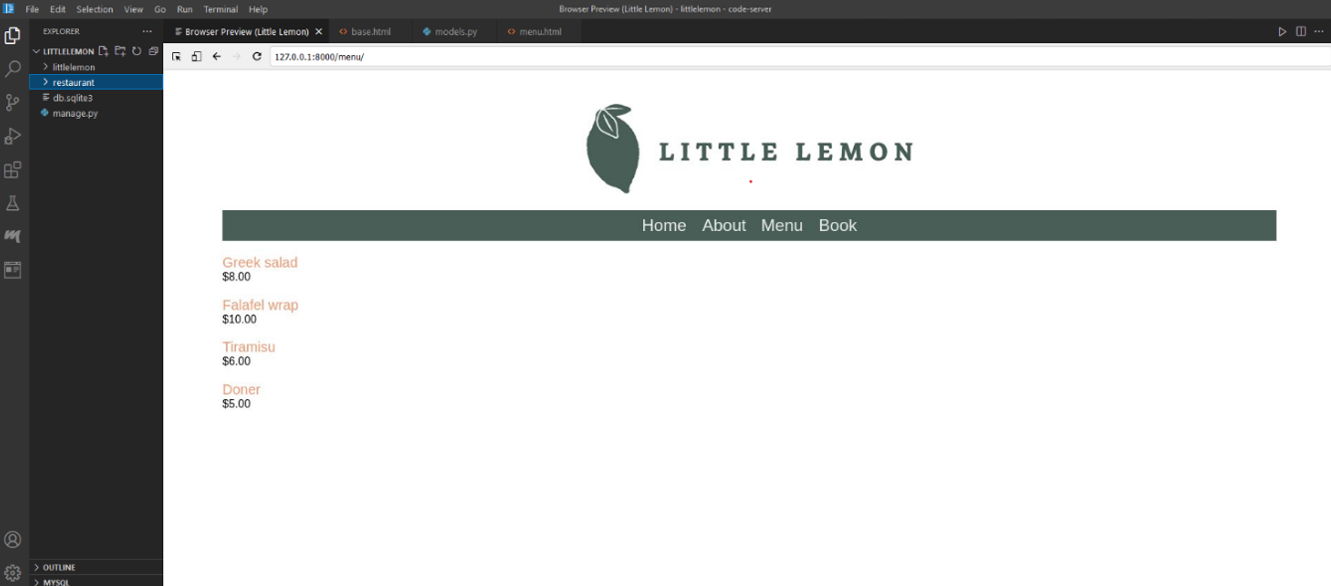 File Edit Selection View Go Run Terminal Help
Browser Preview (Little Lemon) - littlelemon - code-server
EXPLORER
Browser Preview (Little Lemon)
base.html
models.py
menu.html
LITTLELEMON
littlelemon
restaurant
db.sqlite3
manage.py
127.0.0.1:8000/menu/
LITTLE LEMON
Home About Menu Book
Greek salad
$8.00
Falafel wrap
$10.00
Tiramisu
$6.00
Doner
$5.00
OUTLINE
MYSQL